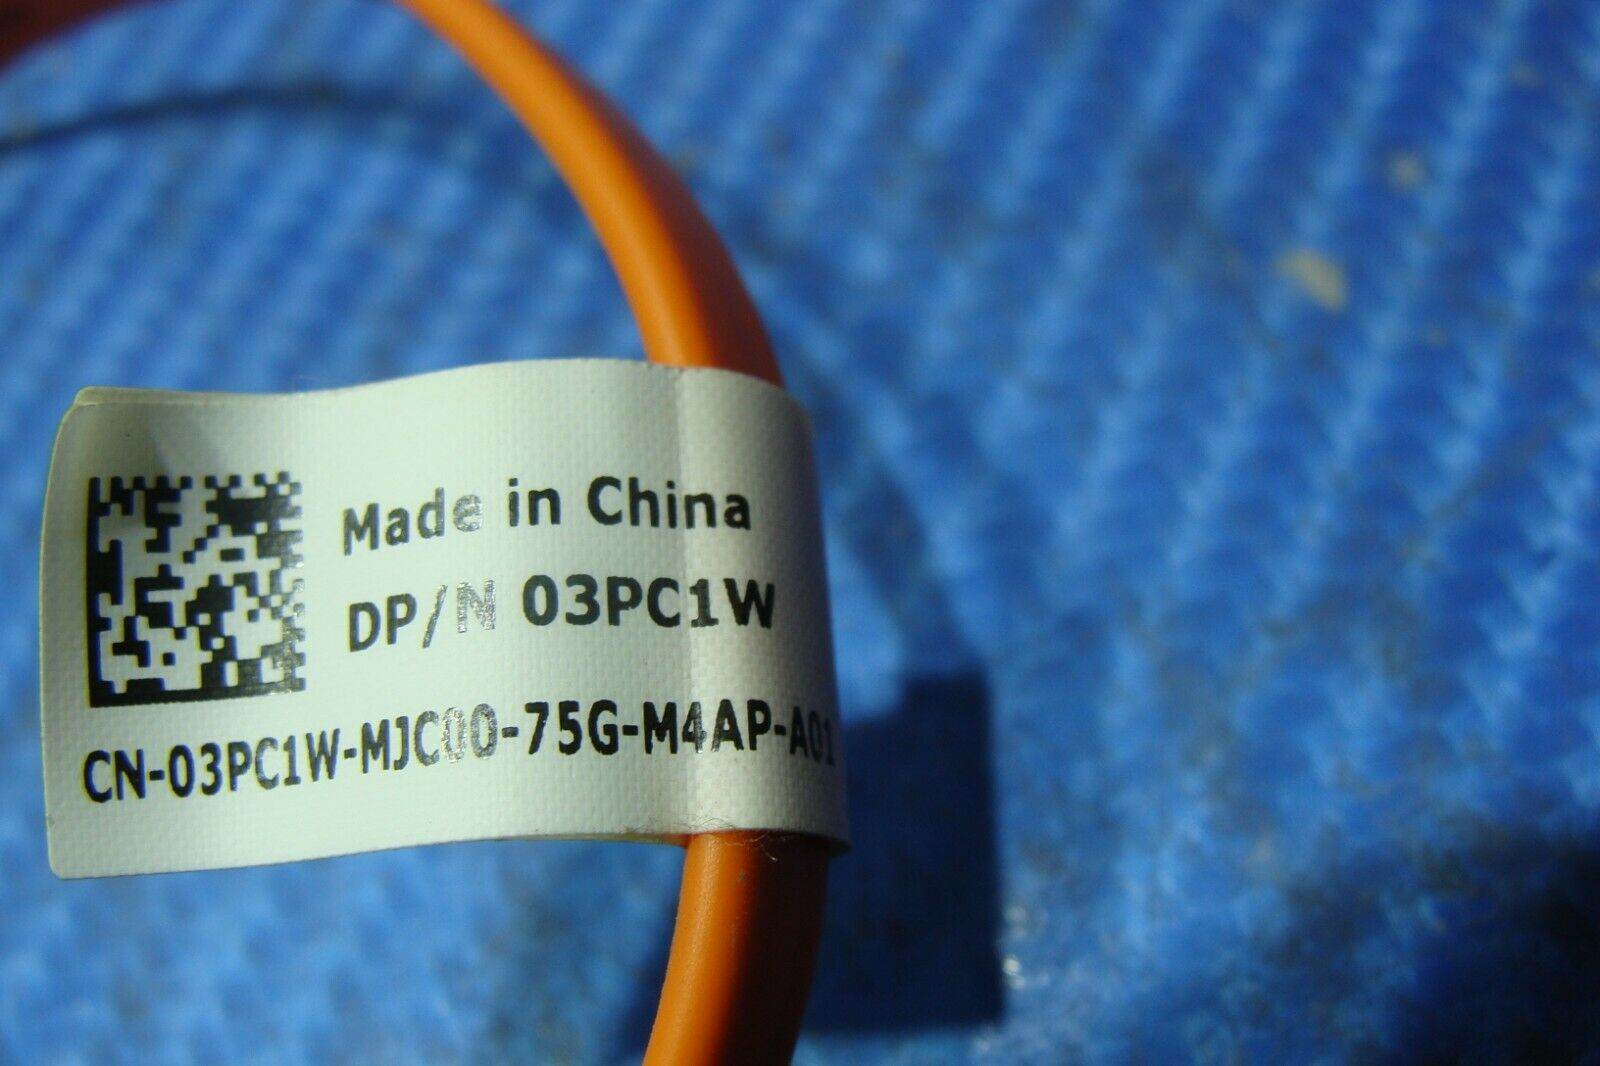 Made in China
DP/N 03PC1W
CN-03PC1W-MJC00-75G-M4AP-A01